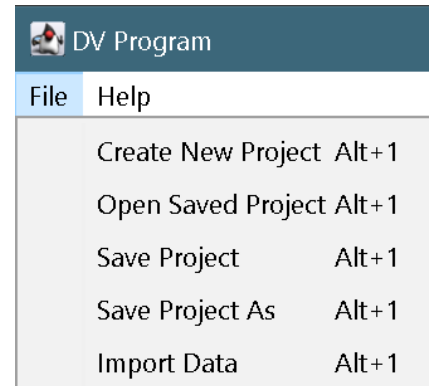 DV Program
File Help
Create New Project Alt+1
Open Saved Project Alt+1
Save Project Alt+1
Save Project As Alt+1
Import Data Alt+1